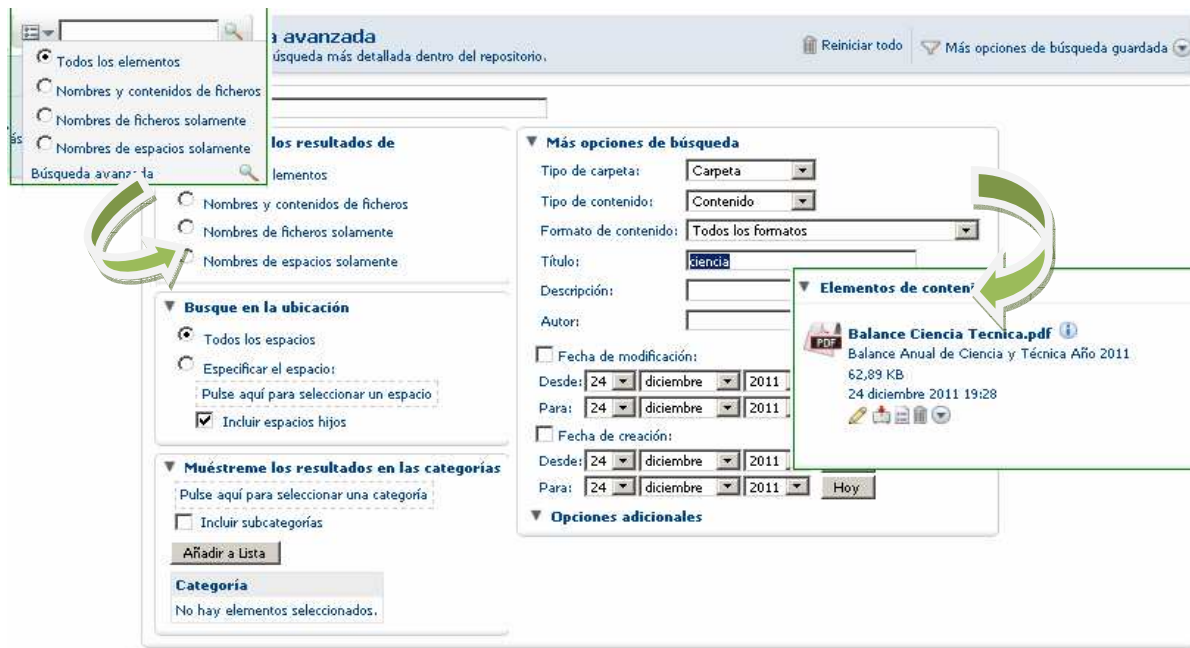 Todos los elementos
Nombres y contenidos de ficheros
Nombres de ficheros solamente
Nombres de espacios solamente
Búsqueda avanzada
avanzada
úsqueda más detallada dentro del repositorio.
Reiniciar todo
Más opciones de búsqueda guardada
ás
los resultados de
lementos
Nombres y contenidos de ficheros
Nombres de ficheros solamente
Nombres de espacios solamente
Busque en la ubicación
Todos los espacios
Especificar el espacio:
Pulse aquí para seleccionar un espacio
Incluir espacios hijos
Muéstreme los resultados en las categorías
Pulse aquí para seleccionar una categoría
Incluir subcategorías
Añadir a Lista
Categoría
No hay elementos seleccionados.
Más opciones de búsqueda
Tipo de carpeta: Carpeta
Tipo de contenido: Contenido
Formato de contenido: Todos los formatos
Título: ciencia
Descripción:
Autor:
Fecha de modificación:
Desde: 24 diciembre 2011
Para: 24 diciembre 2011
Fecha de creación:
Desde: 24 diciembre 2011
Para: 24 diciembre 2011 Hoy
Opciones adicionales
Elementos de conteni
PDF
Balance Ciencia Tecnica.pdf
Balance Anual de Ciencia y Técnica Año 2011
62,89 KB
24 diciembre 2011 19:28